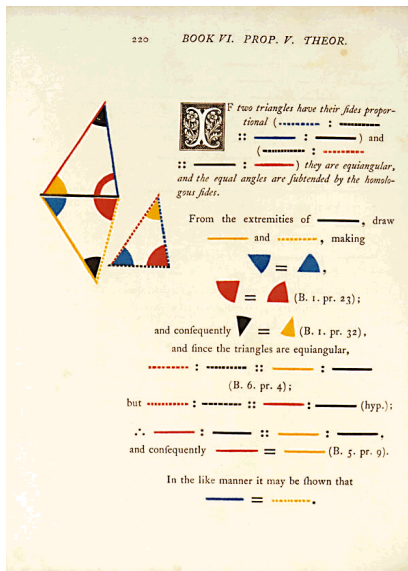 220 BOOK VI. PROP. V. THEOR.
IF two triangles have their ſides propor-
tional ( : 
:: : ) and
( : 
:: : ) they are equiangular,
and the equal angles are ſubtended by the homolo-
gous ſides.
From the extremities of , draw
and , making
= ,
= (B. 1. pr. 23);
and conſequently = (B. 1. pr. 32),
and ſince the triangles are equiangular,
: :: :
(B. 6. pr. 4);
but : :: : (hyp.);
∴ : :: : ,
and conſequently = (B. 5. pr. 9).
In the like manner it may be ſhown that
= .